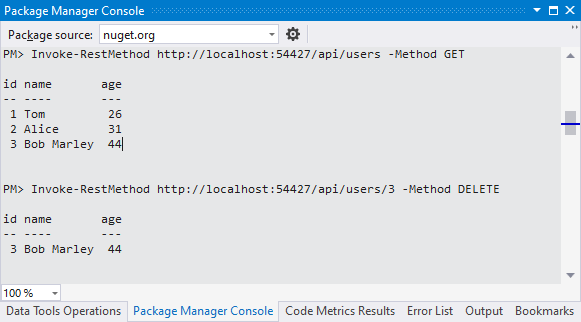 Package Manager Console
Package source: nuget.org
PM> Invoke-RestMethod http://localhost:54427/api/users -Method GET
id name       age
-- ----       ---
 1 Tom         26
 2 Alice       31
 3 Bob Marley  44
PM> Invoke-RestMethod http://localhost:54427/api/users/3 -Method DELETE
id name       age
-- ----       ---
 3 Bob Marley  44
100 %
Data Tools Operations Package Manager Console Code Metrics Results Error List Output Bookmarks